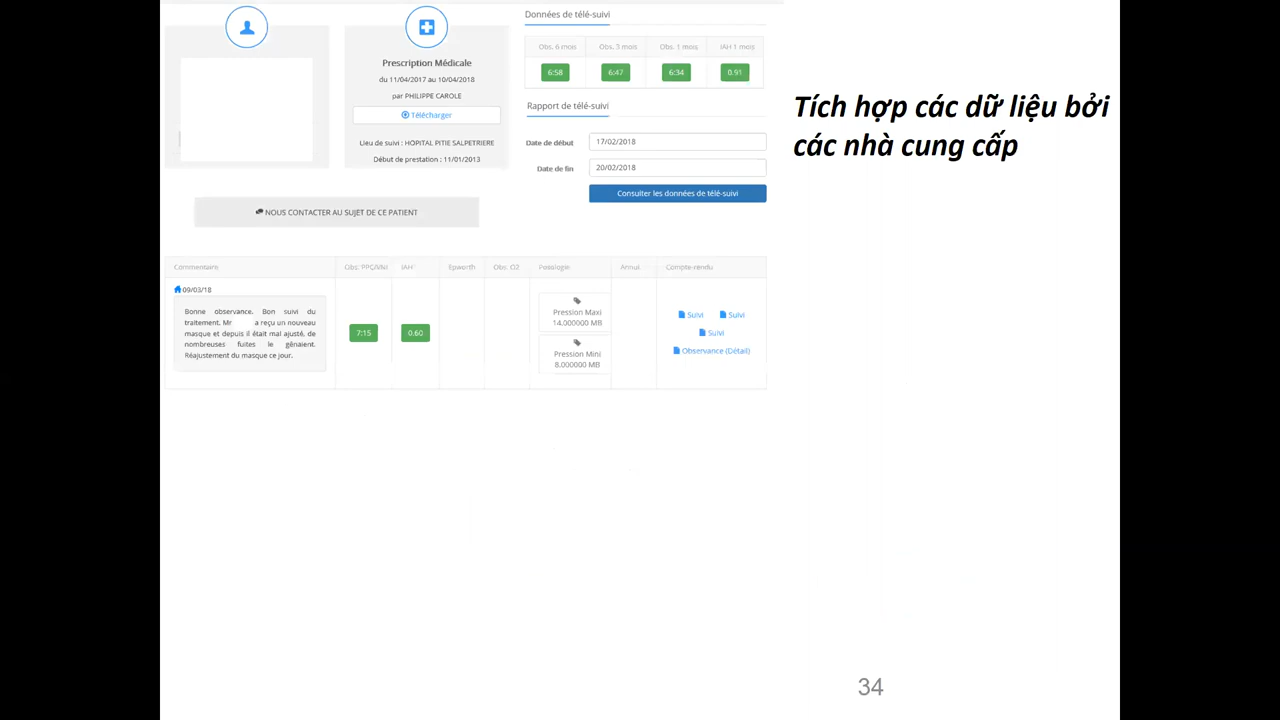 Prescription Médicale
du 11/04/2017 au 10/04/2018
par PHILIPPE CAROLE
Télécharger
Lieu de suivi : HOPITAL PITIE SALPETRIERE
Début de prestation : 11/01/2013
Données de télé-suivi
Obs. 6 mois Obs. 3 mois Obs. 1 mois IAH 1 mois
6:58 6:47 6:34 0.91
Rapport de télé-suivi
Date de début 17/02/2018
Date de fin 20/02/2018
Consulter les données de télé-suivi
Tích hợp các dữ liệu bởi
các nhà cung cấp
NOUS CONTACTER AU SUJET DE CE PATIENT
Commentaire Obs. PPC/VNI IAH Epworth Obs. O2 Posologie Annul. Compte-rendu
09/03/18
Bonne observance. Bon suivi du
traitement. Mr a reçu un nouveau
masque et depuis il était mal ajusté, de
nombreuses fuites le gênaient.
Réajustement du masque ce jour.
7:15 0.60
Pression Maxi
14.000000 MB
Pression Mini
8.000000 MB
Suivi Suivi
Suivi
Observance (Détail)
34